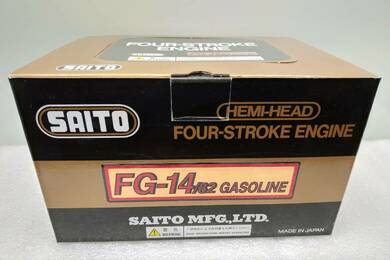 FOUR-STROKE
ENGINE
SAITO
SAITO
HEMI-HEAD
FOUR-STROKE ENGINE
FG-14/82 GASOLINE
SAITO MFG.,LTD.
MADE IN JAPAN